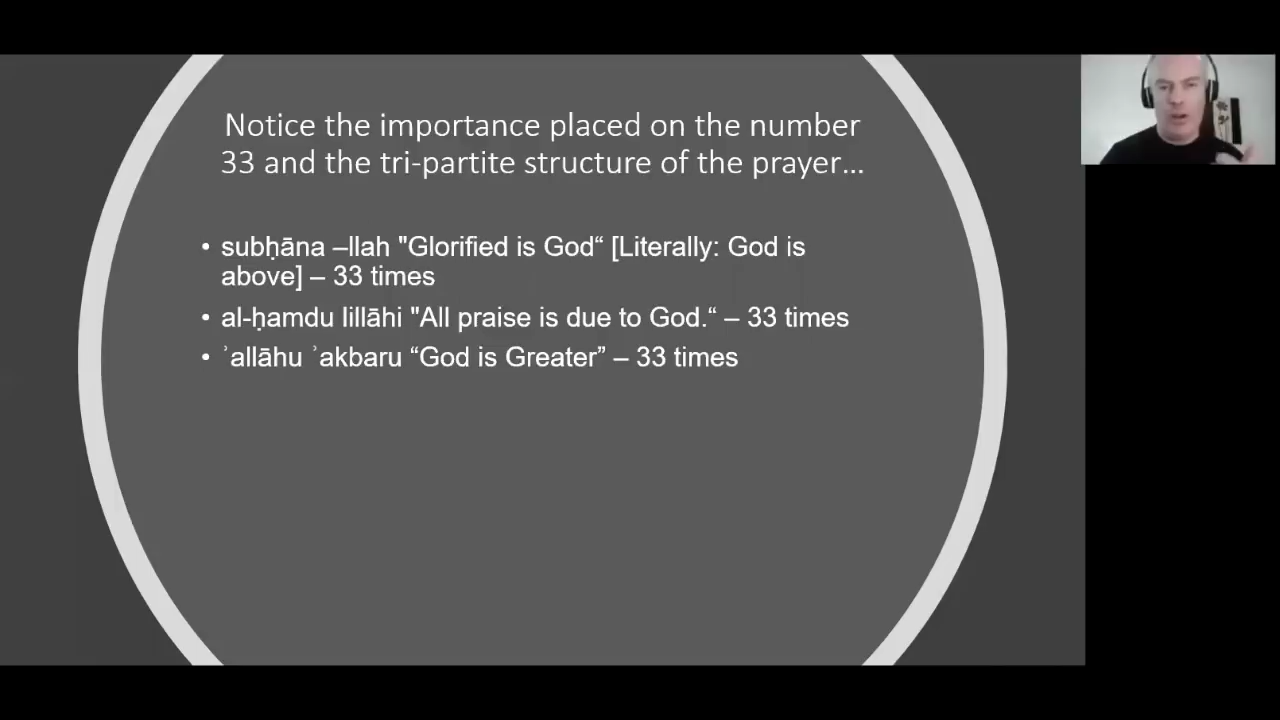 Notice the importance placed on the number
33 and the tri-partite structure of the prayer…
• subḥāna –llah "Glorified is God“ [Literally: God is
above] – 33 times
• al-ḥamdu lillāhi "All praise is due to God.“ – 33 times
• ʾallāhu ʾakbaru “God is Greater” – 33 times